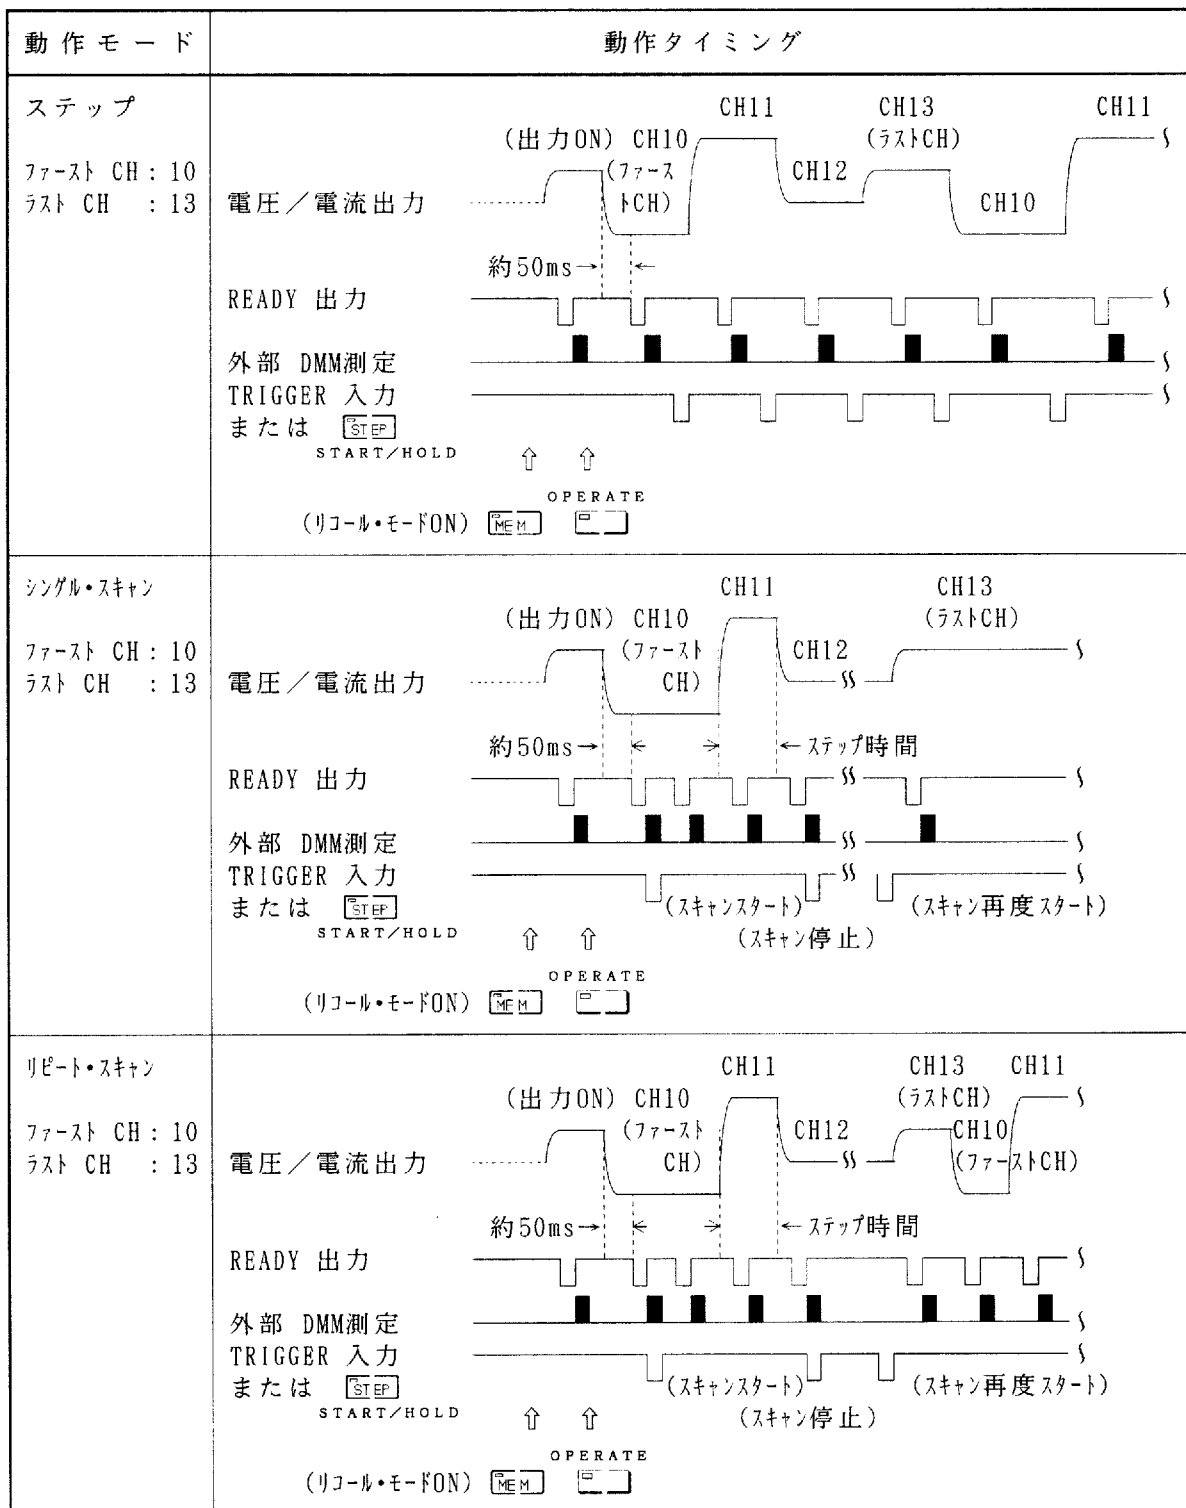 動作モード
動作タイミング
ステップ
ファースト CH : 10
ラスト CH : 13
CH11
CH13
CH11
(出力ON) CH10
(ラストCH)
(ファース
トCH)
CH12
CH10
電圧／電流出力
約50ms
READY 出力
外部 DMM測定
TRIGGER 入力
または STEP
START/HOLD
OPERATE
(リコール・モードON) MEM
シングル・スキャン
ファースト CH : 10
ラスト CH : 13
CH11
CH13
(出力ON) CH10
(ラストCH)
(ファースト
CH)
CH12
電圧／電流出力
約50ms
ステップ時間
READY 出力
外部 DMM測定
TRIGGER 入力
または STEP
(スキャンスタート)
(スキャン再度スタート)
START/HOLD
(スキャン停止)
OPERATE
(リコール・モードON) MEM
リピート・スキャン
ファースト CH : 10
ラスト CH : 13
CH11
CH13
CH11
(出力ON) CH10
(ラストCH)
(ファースト
CH)
CH12
CH10
(ファーストCH)
電圧／電流出力
約50ms
ステップ時間
READY 出力
外部 DMM測定
TRIGGER 入力
または STEP
(スキャンスタート)
(スキャン再度スタート)
START/HOLD
(スキャン停止)
OPERATE
(リコール・モードON) MEM